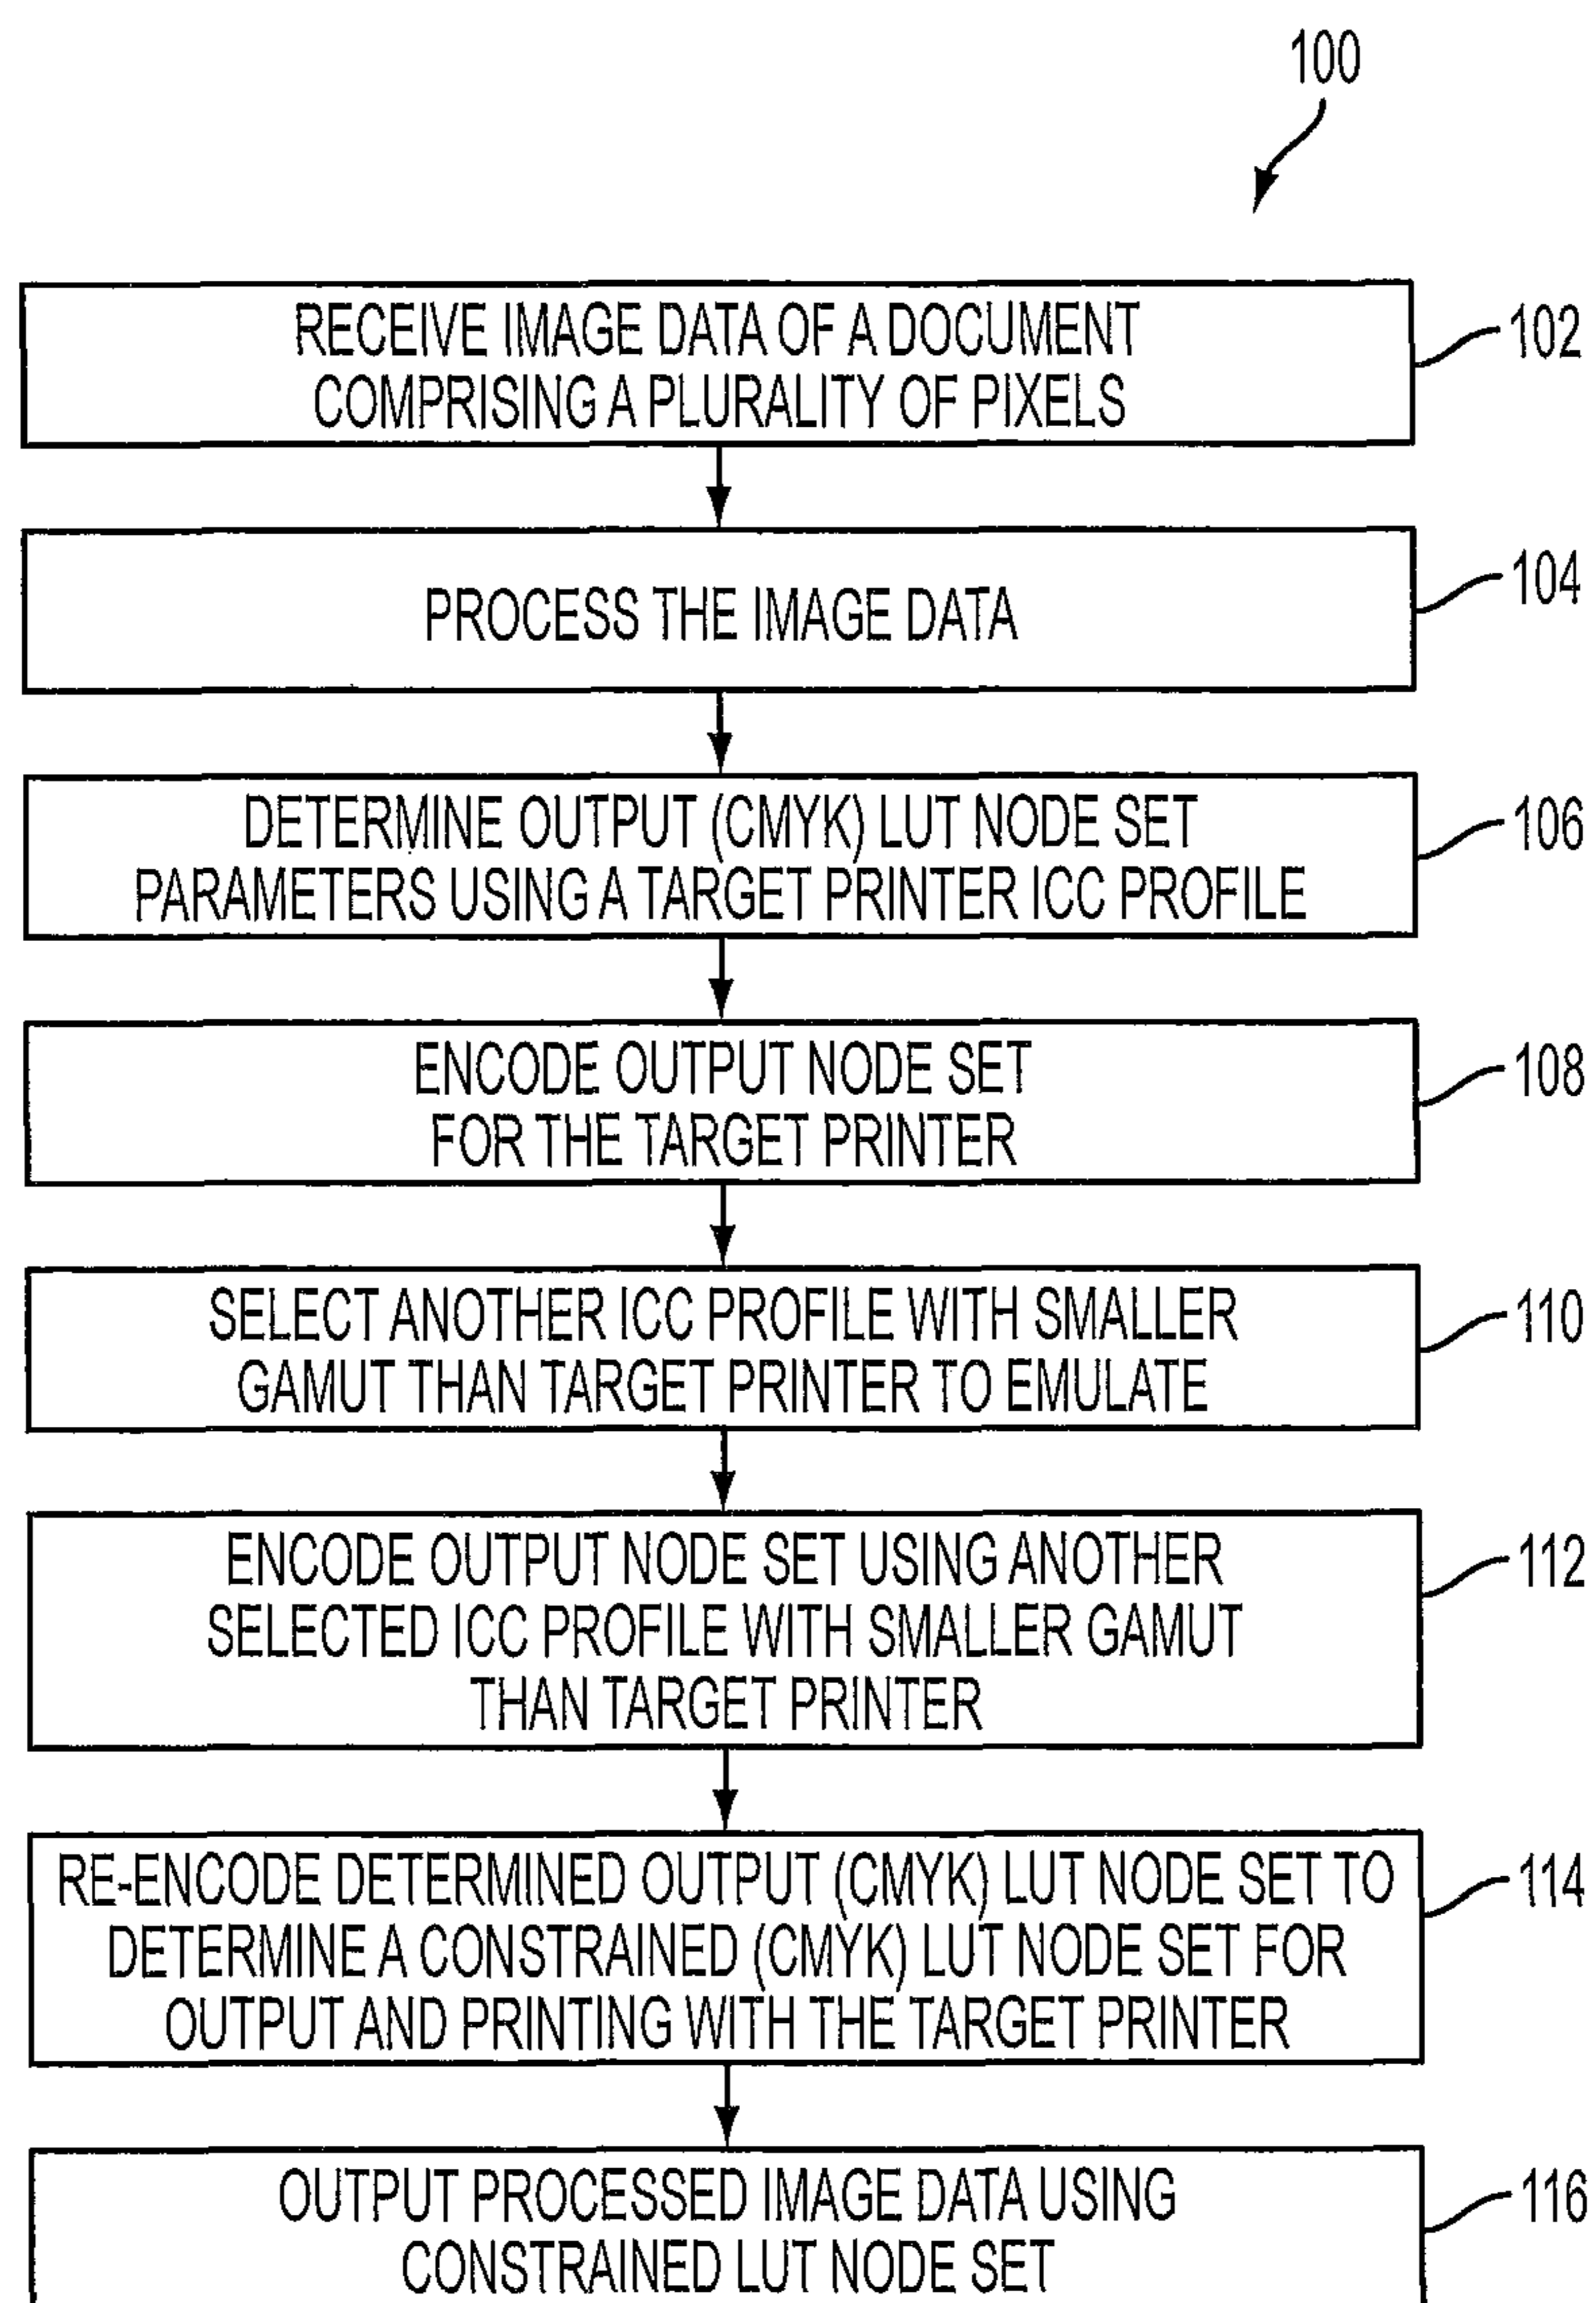 100
RECEIVE IMAGE DATA OF A DOCUMENT
COMPRISING A PLURALITY OF PIXELS
102
PROCESS THE IMAGE DATA
104
DETERMINE OUTPUT (CMYK) LUT NODE SET
PARAMETERS USING A TARGET PRINTER ICC PROFILE
106
ENCODE OUTPUT NODE SET
FOR THE TARGET PRINTER
108
SELECT ANOTHER ICC PROFILE WITH SMALLER
GAMUT THAN TARGET PRINTER TO EMULATE
110
ENCODE OUTPUT NODE SET USING ANOTHER
SELECTED ICC PROFILE WITH SMALLER GAMUT
THAN TARGET PRINTER
112
RE-ENCODE DETERMINED OUTPUT (CMYK) LUT NODE SET TO
DETERMINE A CONSTRAINED (CMYK) LUT NODE SET FOR
OUTPUT AND PRINTING WITH THE TARGET PRINTER
114
OUTPUT PROCESSED IMAGE DATA USING
CONSTRAINED LUT NODE SET
116